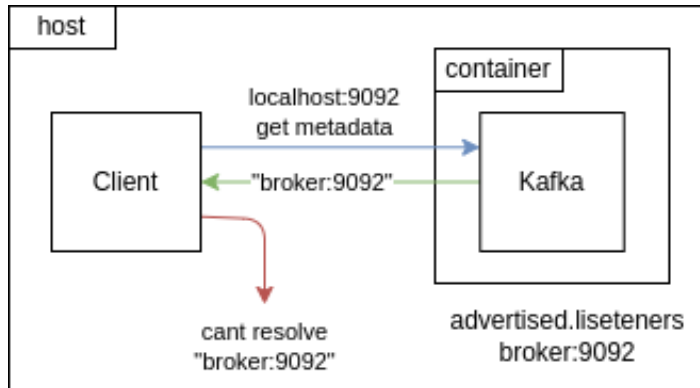 host
container
localhost:9092
get metadata
Client
"broker:9092"
Kafka
cant resolve
"broker:9092"
advertised.liseteners
broker:9092